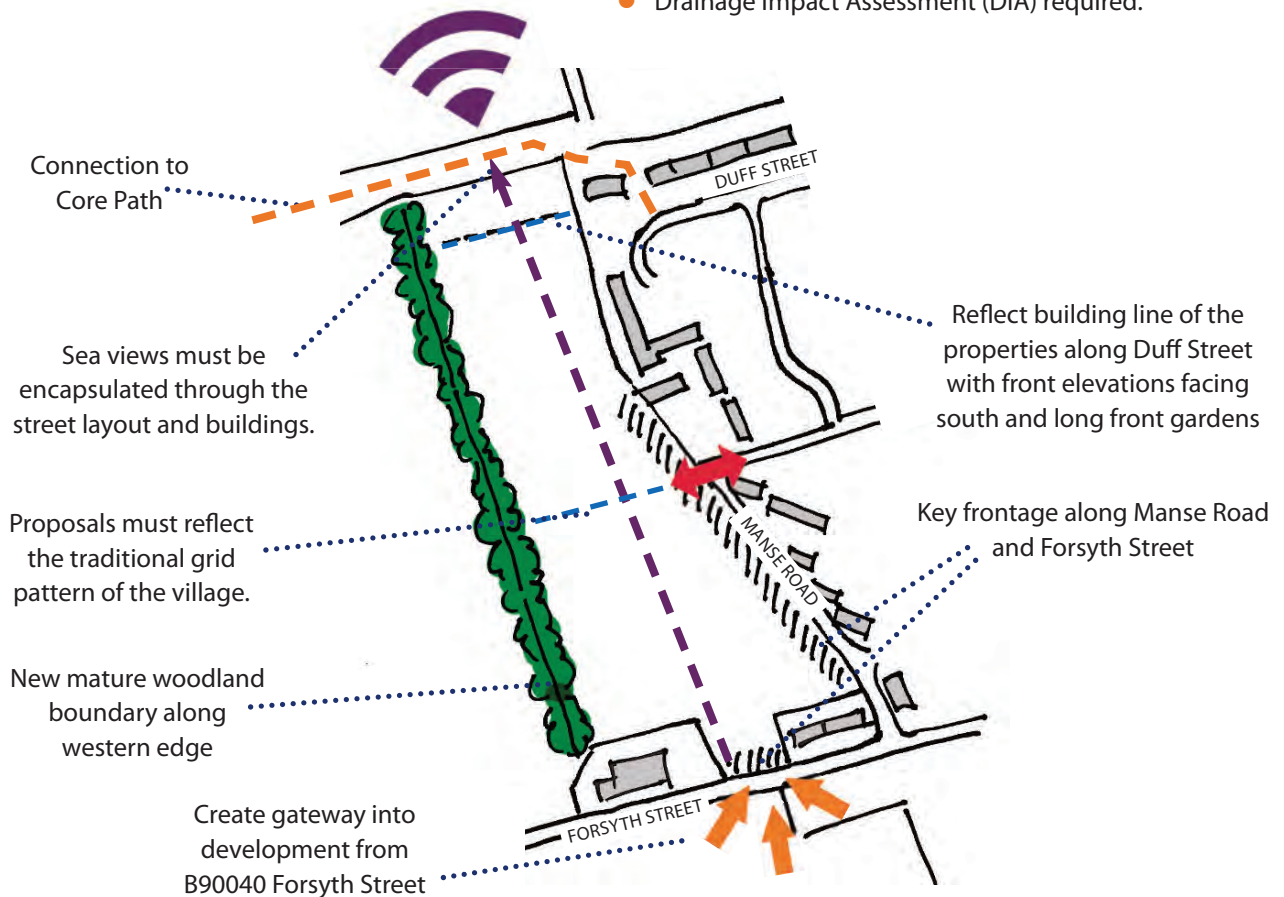 Drainage Impact Assessment (DIA) required.
Connection to
Core Path
DUFF STREET
Sea views must be
encapsulated through the
street layout and buildings.
Reflect building line of the
properties along Duff Street
with front elevations facing
south and long front gardens
Proposals must reflect
the traditional grid
pattern of the village.
MANSE ROAD
Key frontage along Manse Road
and Forsyth Street
New mature woodland
boundary along
western edge
Create gateway into
development from
B90040 Forsyth Street
FORSYTH STREET